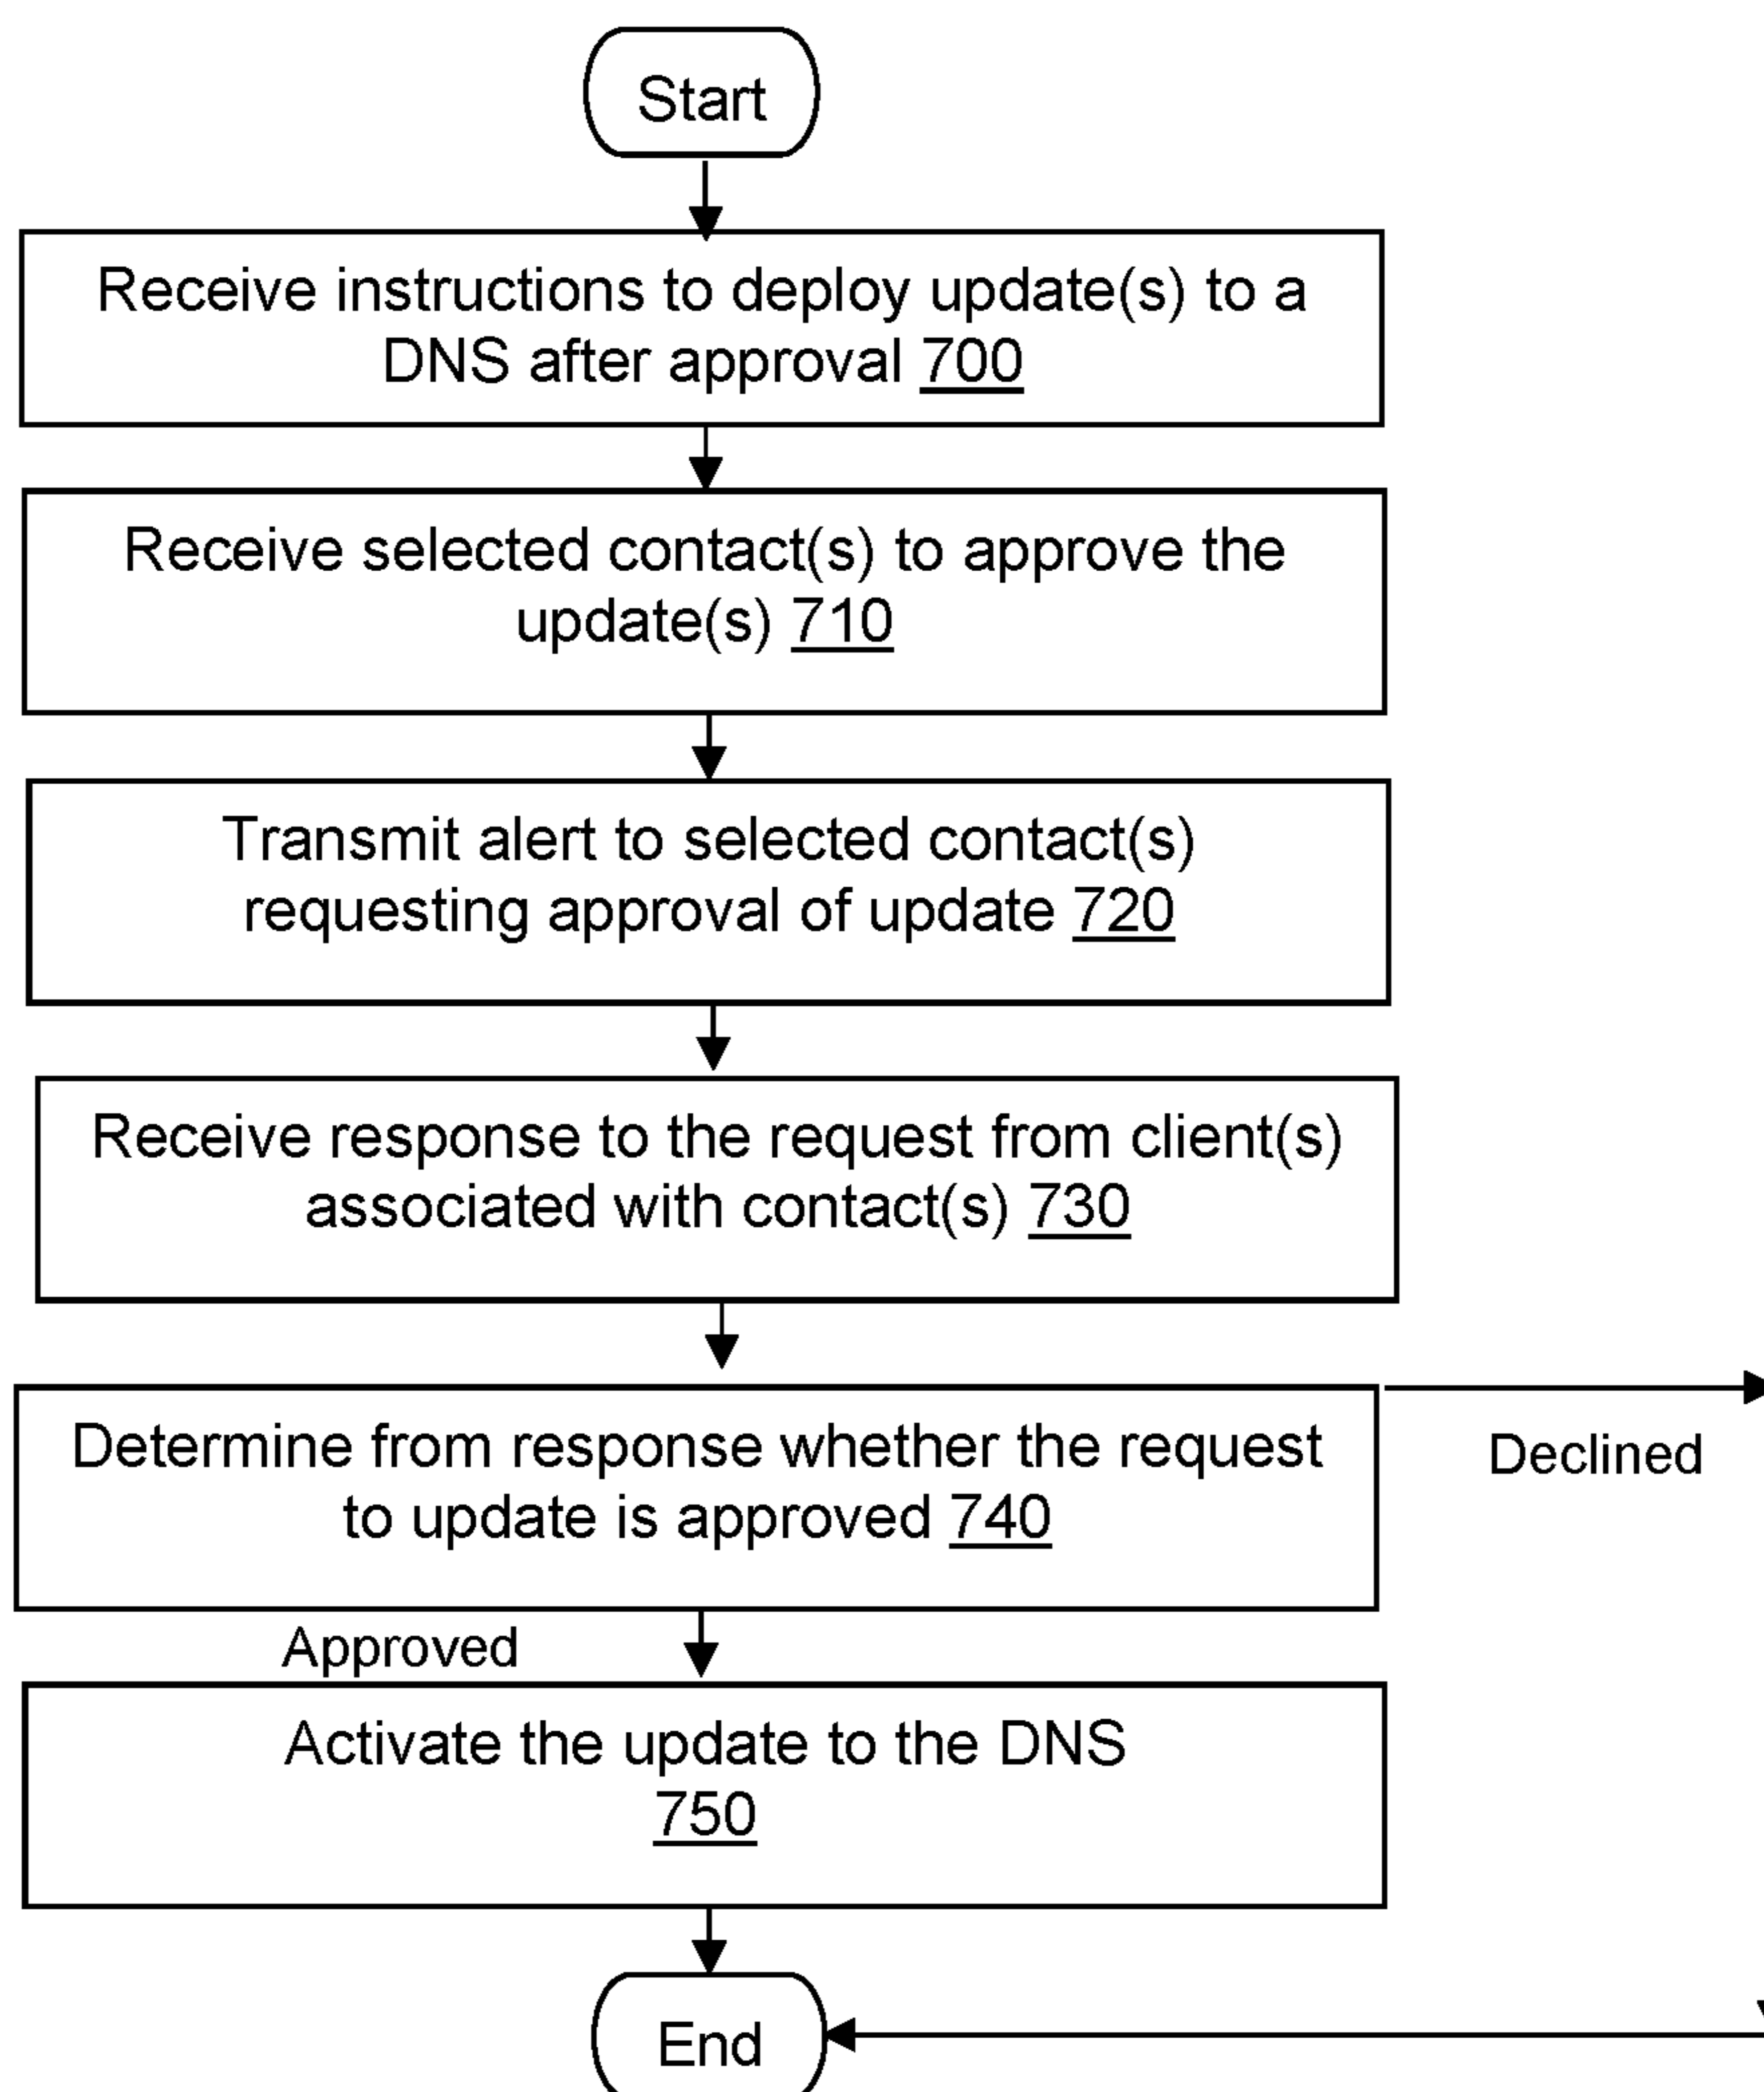 Start
Receive instructions to deploy update(s) to a
DNS after approval 700
Receive selected contact(s) to approve the
update(s) 710
Transmit alert to selected contact(s)
requesting approval of update 720
Receive response to the request from client(s)
associated with contact(s) 730
Determine from response whether the request
to update is approved 740
Declined
Approved
Activate the update to the DNS
750
End